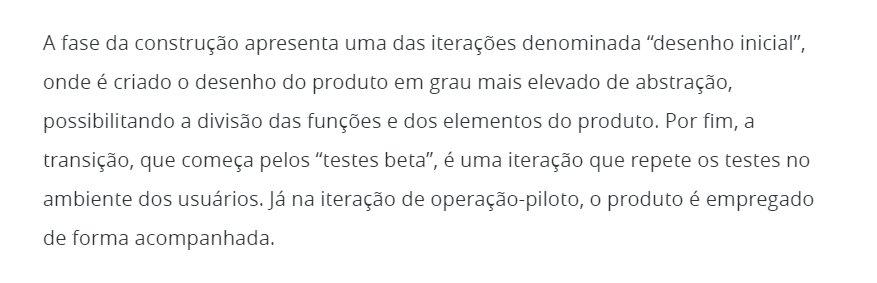 A fase da construção apresenta uma das iterações denominada “desenho inicial”,
onde é criado o desenho do produto em grau mais elevado de abstração,
possibilitando a divisão das funções e dos elementos do produto. Por fim, a
transição, que começa pelos “testes beta”, é uma iteração que repete os testes no
ambiente dos usuários. Já na iteração de operação-piloto, o produto é empregado
de forma acompanhada.